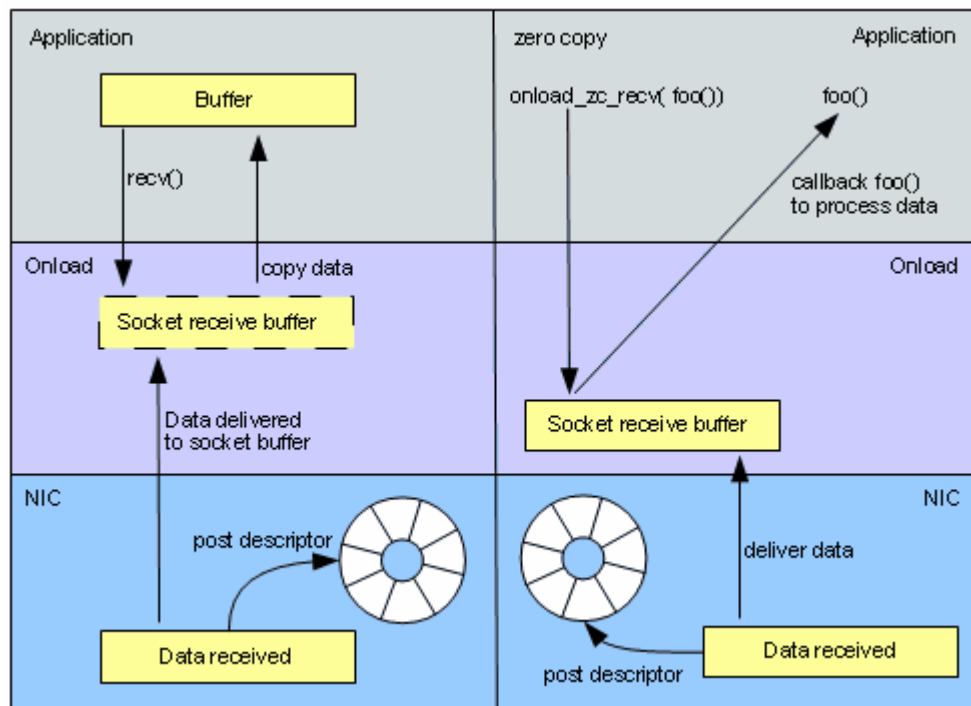 Application
Buffer
recv()
Onload
copy data
Socket receive buffer
Data delivered
to socket buffer
NIC
post descriptor
Data received
zero copy
Application
onload_zc_recv( foo())
foo()
callback foo()
to process data
Onload
Socket receive buffer
NIC
deliver data
Data received
post descriptor